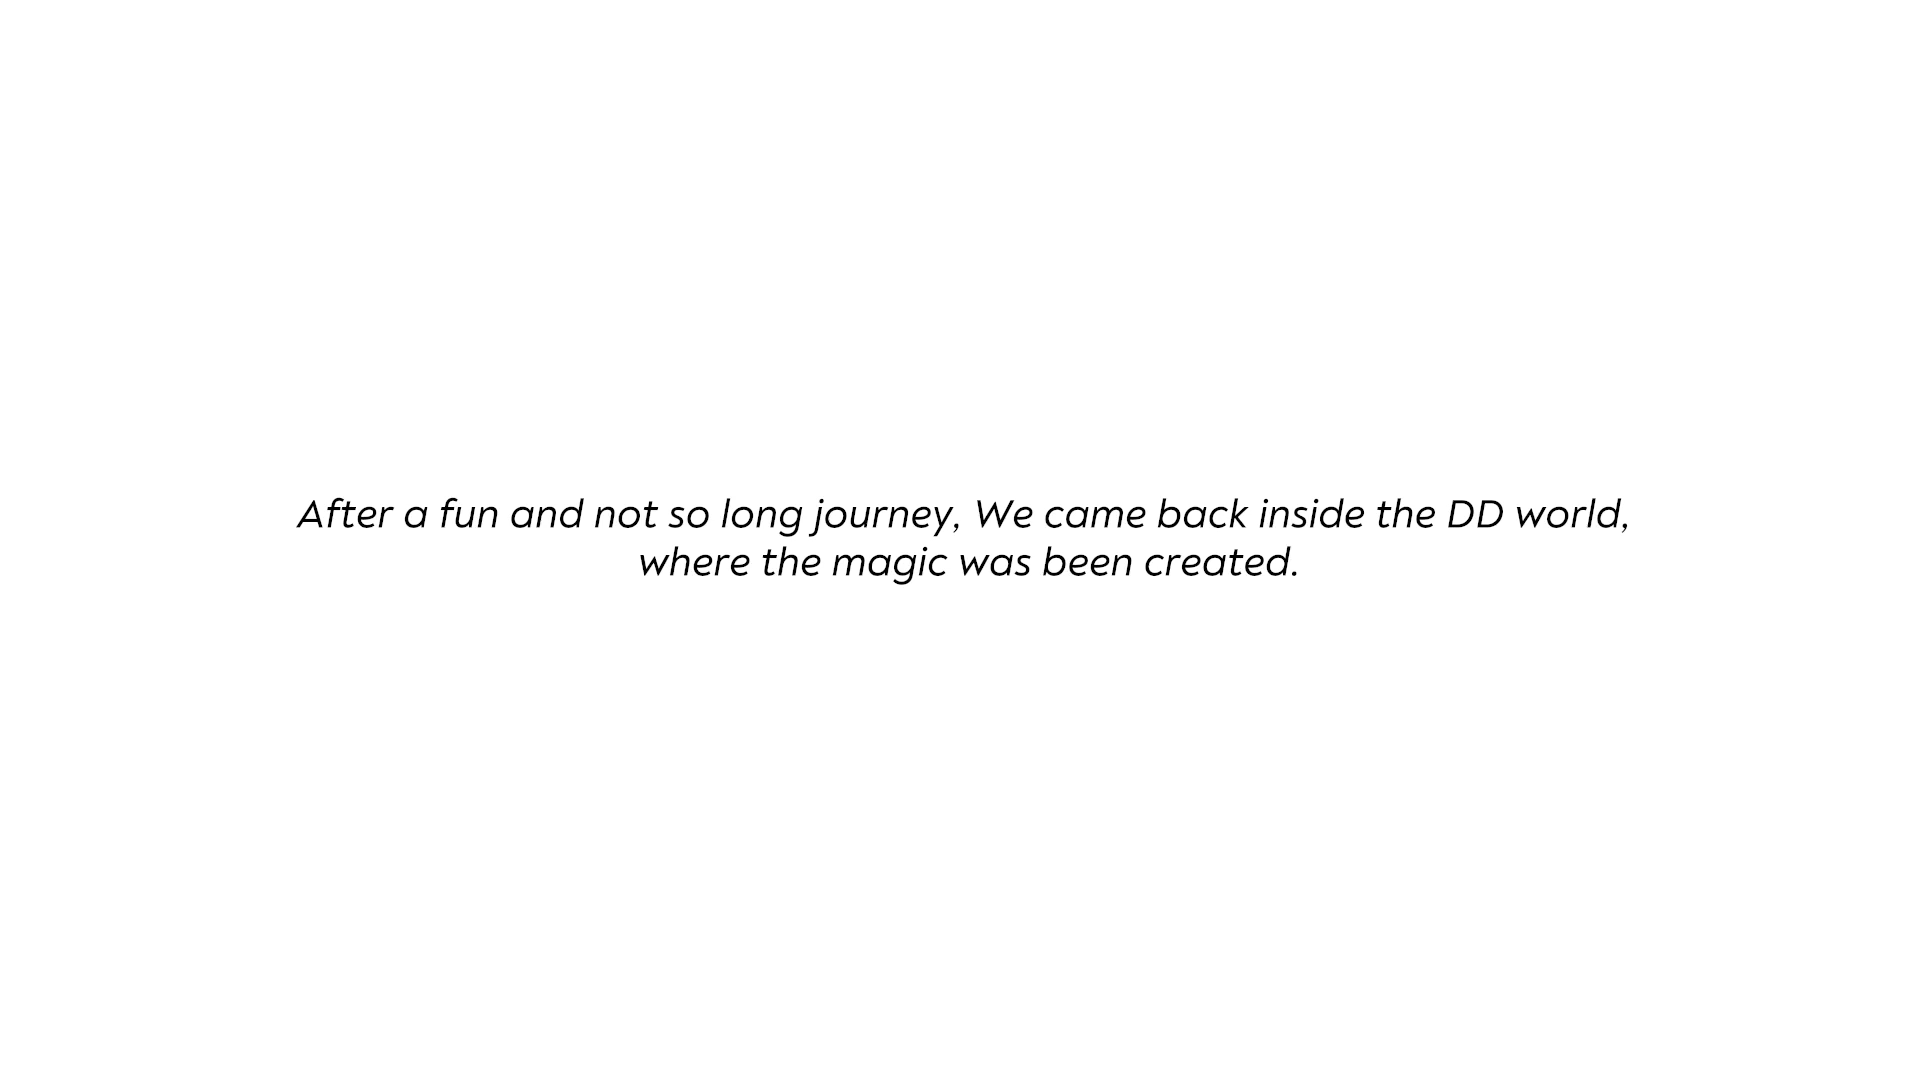 After a fun and not so long journey, We came back inside the DD world,
where the magic was been created.